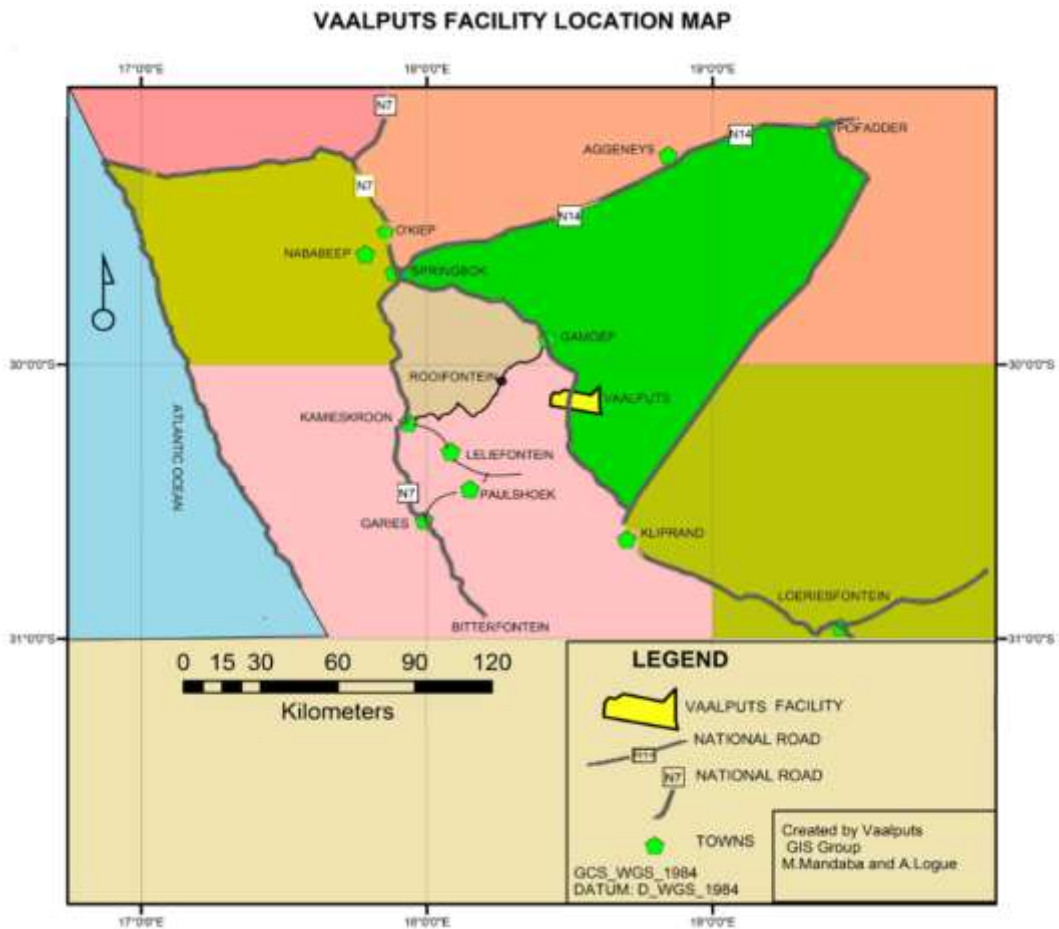 VAALPUTS FACILITY LOCATION MAP
17°0'0"E
18°0'0"E
19°0'0"E
N7
N14
POFADDER
AGGENEYS
N7
N14
O'KIEP
NABABEEP
SPRINGBOK
GAMOEP
30°0'0"S
30°0'0"S
ROOIFONTEIN
VAALPUTS
KAMIESKROON
ATLANTIC OCEAN
LELIEFONTEIN
N7
PAULSHOEK
GARIES
KLIPRAND
LOERIESFONTEIN
BITTERFONTEIN
31°0'0"S
31°0'0"S
0 15 30 60 90 120
Kilometers
LEGEND
VAALPUTS FACILITY
N14
NATIONAL ROAD
N7
NATIONAL ROAD
TOWNS
GCS_WGS_1984
DATUM: D_WGS_1984
Created by Vaalputs
GIS Group
M.Mandaba and A.Logue
17°0'0"E
18°0'0"E
19°0'0"E